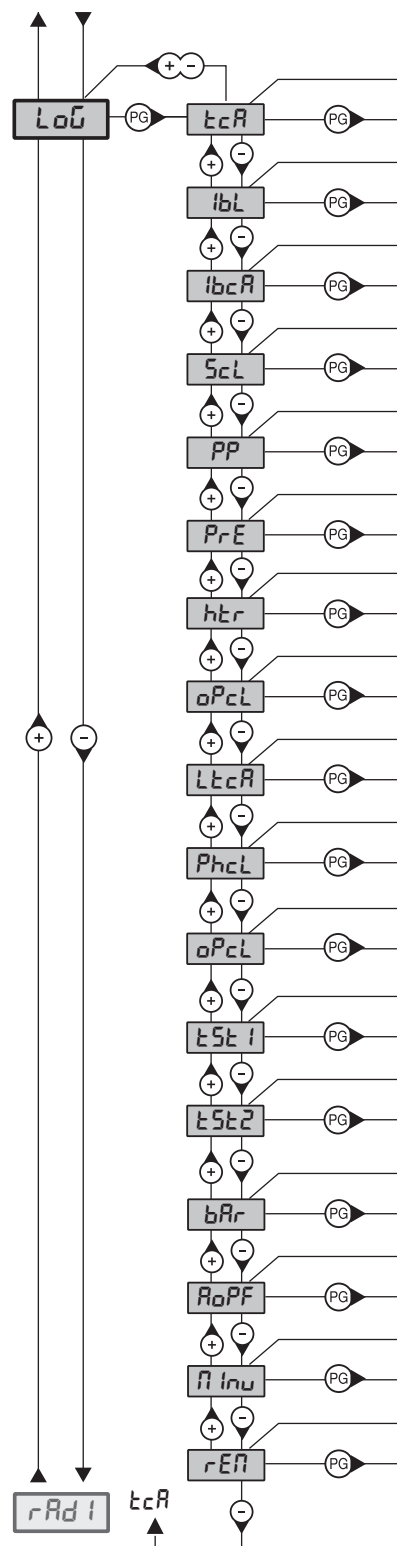 + -
LoG PG tcA PG
+ -
IbL PG
+ -
IbcA PG
+ -
ScL PG
+ -
PP PG
+ -
PrE PG
+ -
htr PG
+ -
oPcL PG
+ - + -
LtcA PG
+ -
PhcL PG
+ -
oPcL PG
+ -
tSt1 PG
+ -
tSt2 PG
+ -
bAr PG
+ -
AoPF PG
+ -
MInv PG
+ -
rEM PG
rAd1 tcA -